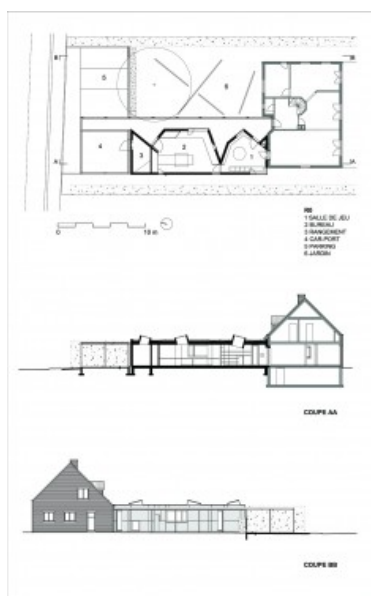 B
B
5
6
4
3
2
1
A
A
R0
1 SALLE DE JEU
2 BUREAU
3 RANGEMENT
4 CAR-PORT
5 PARKING
6 JARDIN
0
10 m
COUPE AA
COUPE BB